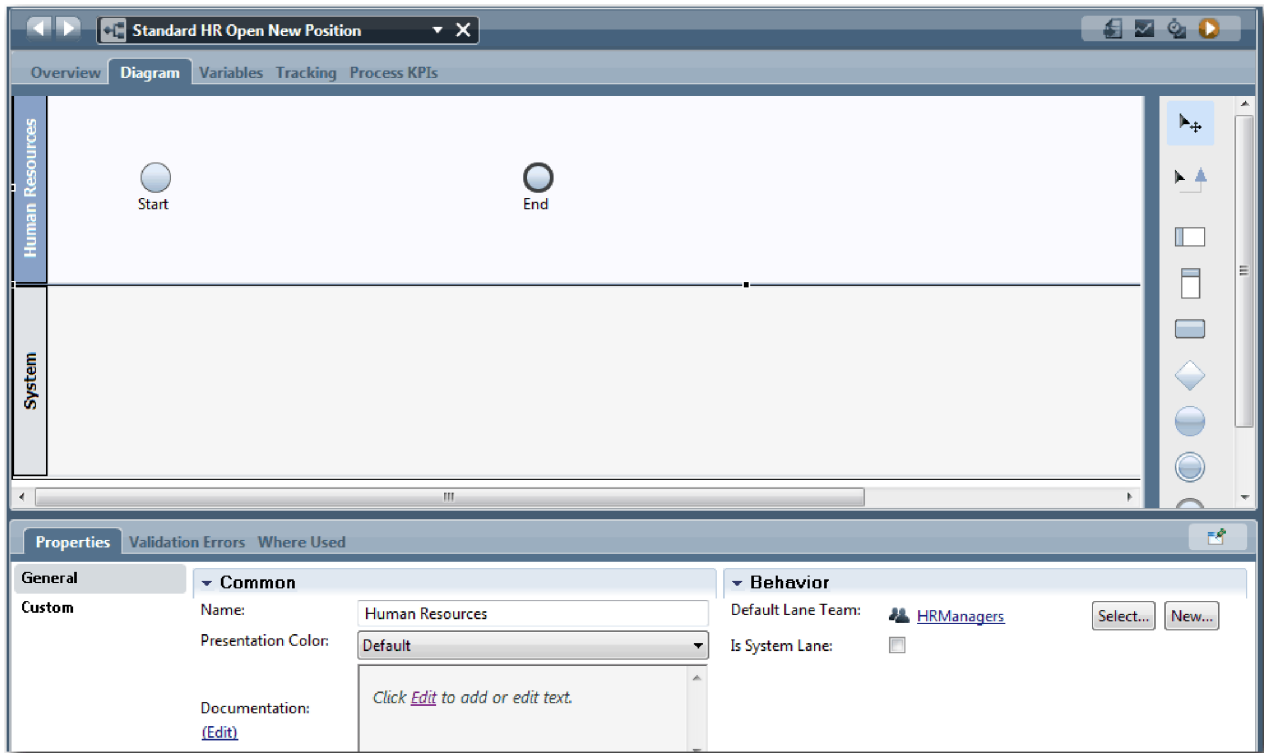 Standard HR Open New Position
Overview Diagram Variables Tracking Process KPIs
Human Resources
Start
End
System
Properties Validation Errors Where Used
General
Custom
Common
Name: Human Resources
Presentation Color: Default
Documentation:
(Edit)
Click Edit to add or edit text.
Behavior
Default Lane Team: HRManagers Select... New...
Is System Lane: